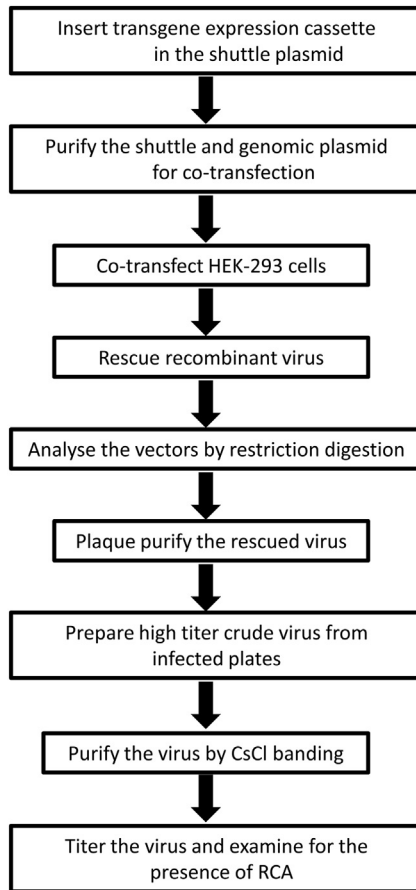 Insert transgene expression cassette
in the shuttle plasmid
Purify the shuttle and genomic plasmid
for co-transfection
Co-transfect HEK-293 cells
Rescue recombinant virus
Analyse the vectors by restriction digestion
Plaque purify the rescued virus
Prepare high titer crude virus from
infected plates
Purify the virus by CsCl banding
Titer the virus and examine for the
presence of RCA